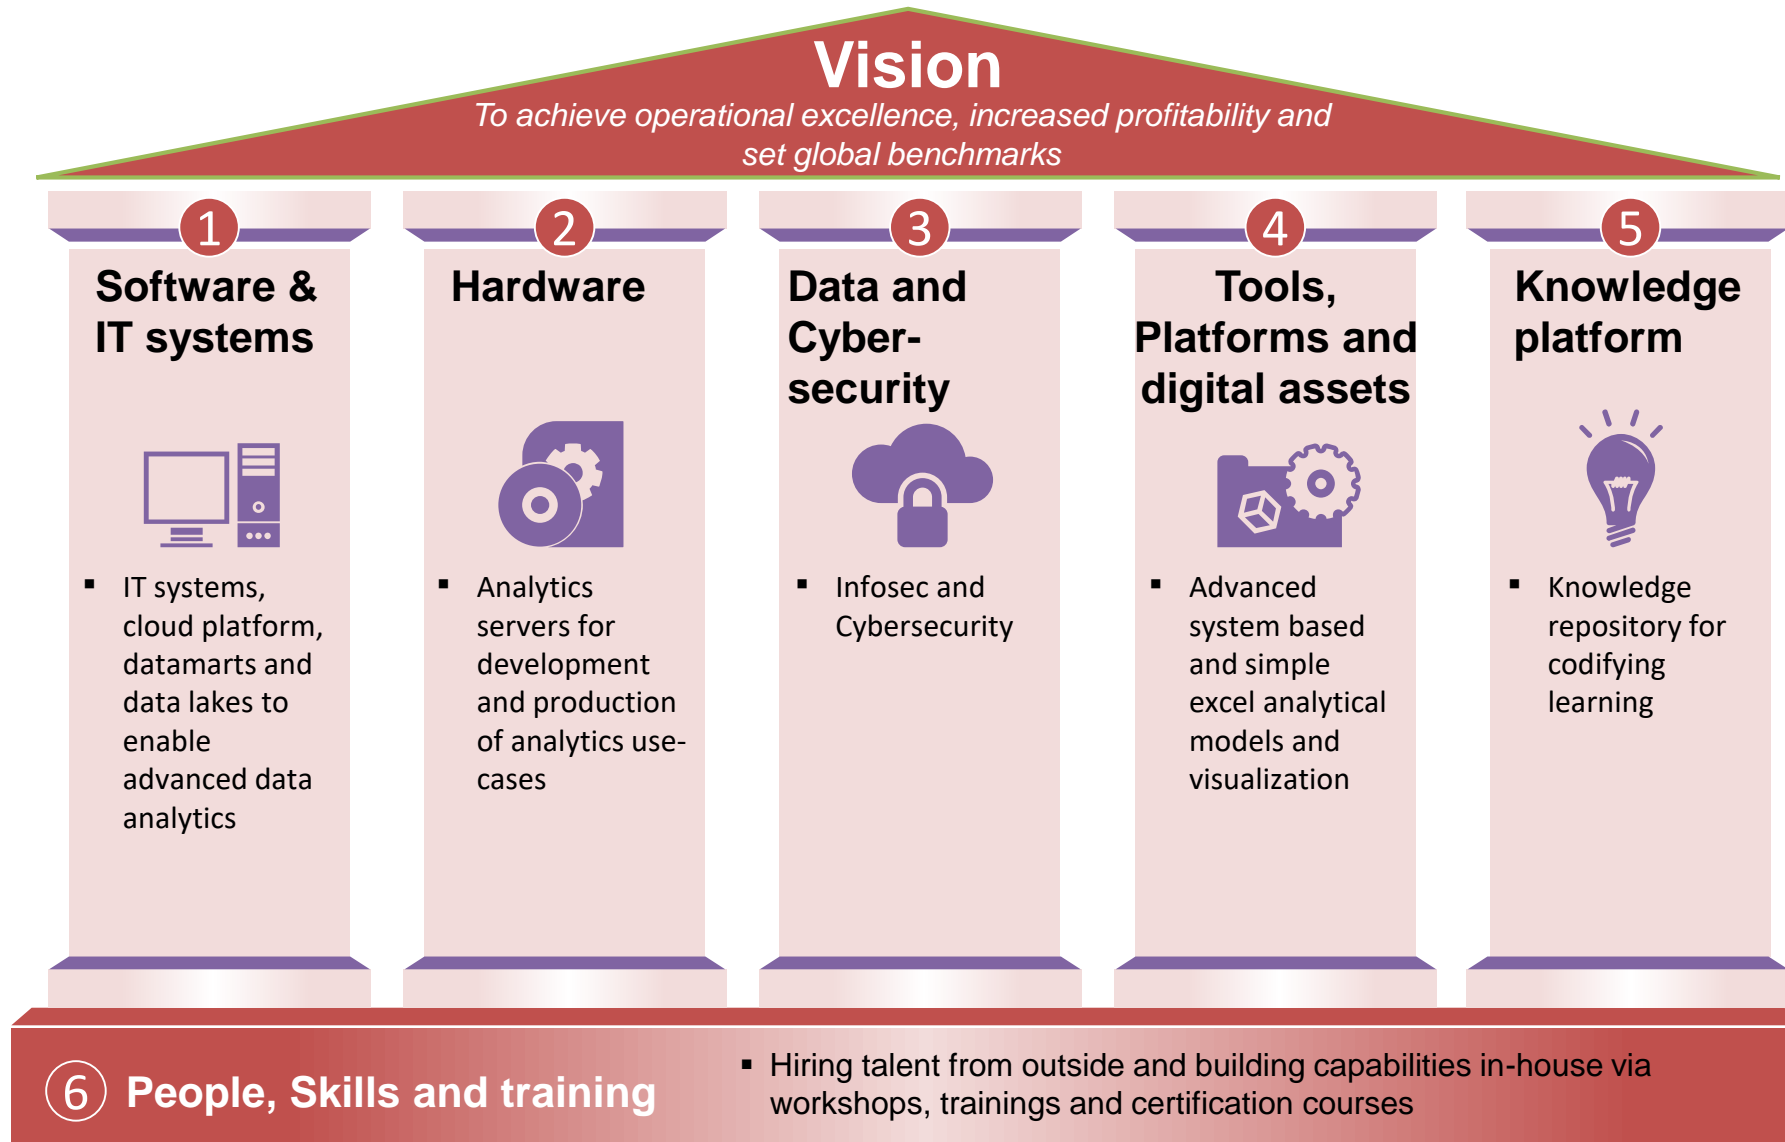 Vision
To achieve operational excellence, increased profitability and
set global benchmarks
1
Software &
IT systems
▪ IT systems,
cloud platform,
datamarts and
data lakes to
enable
advanced data
analytics
2
Hardware
▪ Analytics
servers for
development
and production
of analytics use-
cases
3
Data and
Cyber-
security
▪ Infosec and
Cybersecurity
4
Tools,
Platforms and
digital assets
▪ Advanced
system based
and simple
excel analytical
models and
visualization
5
Knowledge
platform
▪ Knowledge
repository for
codifying
learning
6 People, Skills and training
▪ Hiring talent from outside and building capabilities in-house via
workshops, trainings and certification courses